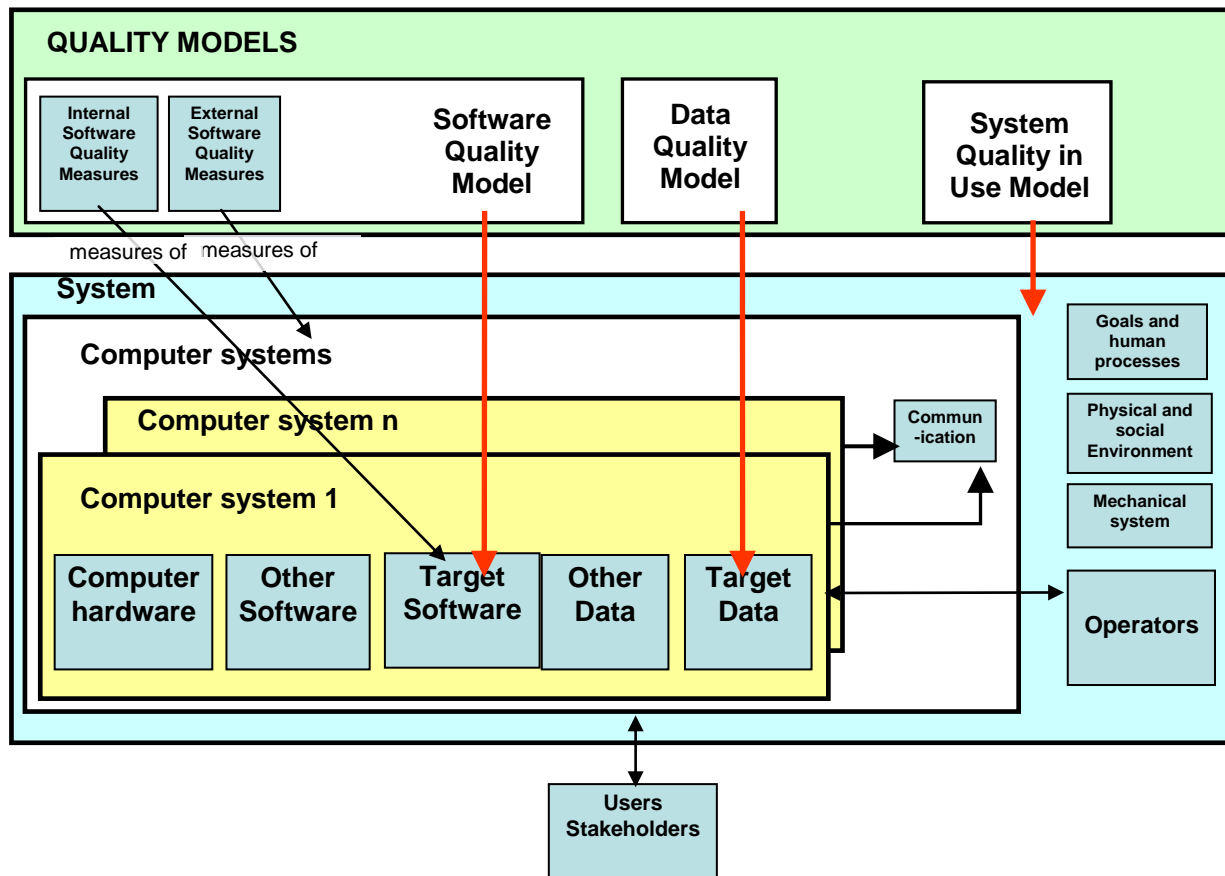 QUALITY MODELS
Internal
Software
Quality
Measures
External
Software
Quality
Measures
Software
Quality
Model
Data
Quality
Model
System
Quality in
Use Model
measures of
measures of
System
Computer systems
Computer system n
Computer system 1
Commun
-ication
Goals and
human
processes
Physical and
social
Environment
Mechanical
system
Computer
hardware
Other
Software
Target
Software
Other
Data
Target
Data
Operators
Users
Stakeholders